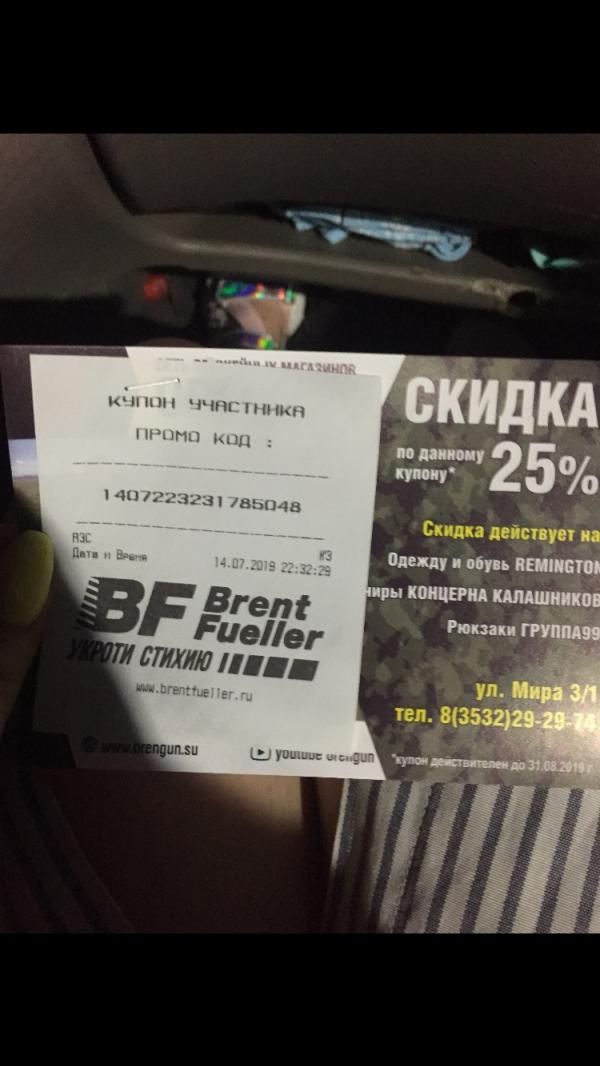 МАГАЗИНОВ
КУПОН УЧАСТНИКА
ПРОМО КОД :
1407223231785048
АЗС
№3
Дата и Время
14.07.2019 22:32:29
BF Brent
Fueller
УКРОТИ СТИХИЮ
www.brentfueller.ru
www.orengun.su
youtube orengun
СКИДКА
по данному
купону*
25%
Скидка действует на
Одежду и обувь REMINGTON
КОНЦЕРНА КАЛАШНИКОВ
Рюкзаки ГРУППА99
ул. Мира 3/1
тел. 8(3532)29-29-74
*купон действителен до 31.08.2019 г.